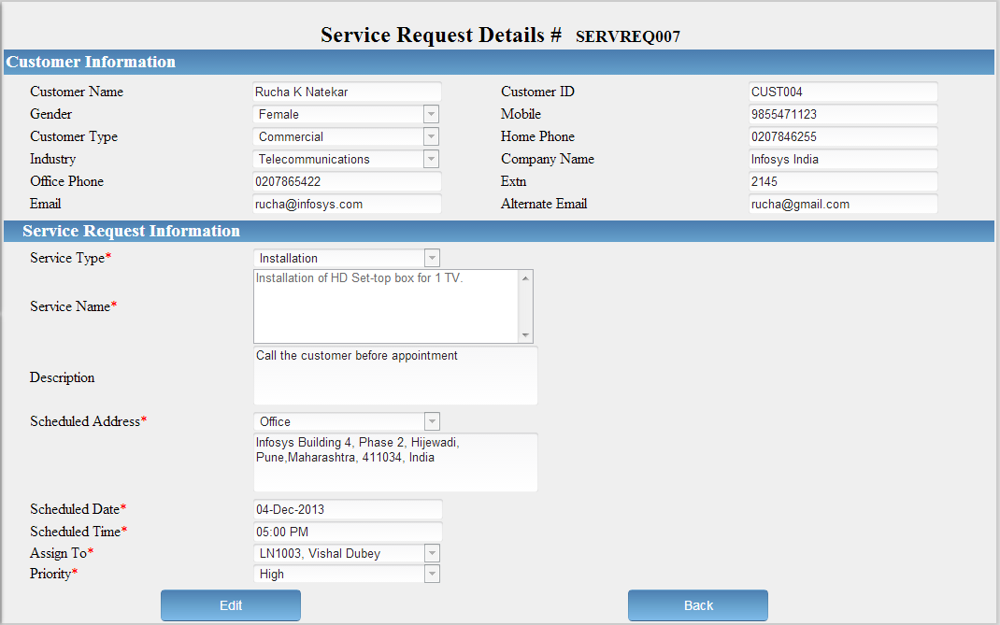 Service Request Details # SERVREQ007
Customer Information
Customer Name Rucha K Natekar Customer ID CUST004
Gender Female Mobile 9855471123
Customer Type Commercial Home Phone 0207846255
Industry Telecommunications Company Name Infosys India
Office Phone 0207865422 Extn 2145
Email rucha@infosys.com Alternate Email rucha@gmail.com
Service Request Information
Service Type* Installation
Installation of HD Set-top box for 1 TV.
Service Name*
Call the customer before appointment
Description
Scheduled Address* Office
Infosys Building 4, Phase 2, Hijewadi,
Pune,Maharashtra, 411034, India
Scheduled Date* 04-Dec-2013
Scheduled Time* 05:00 PM
Assign To* LN1003, Vishal Dubey
Priority* High
Edit Back